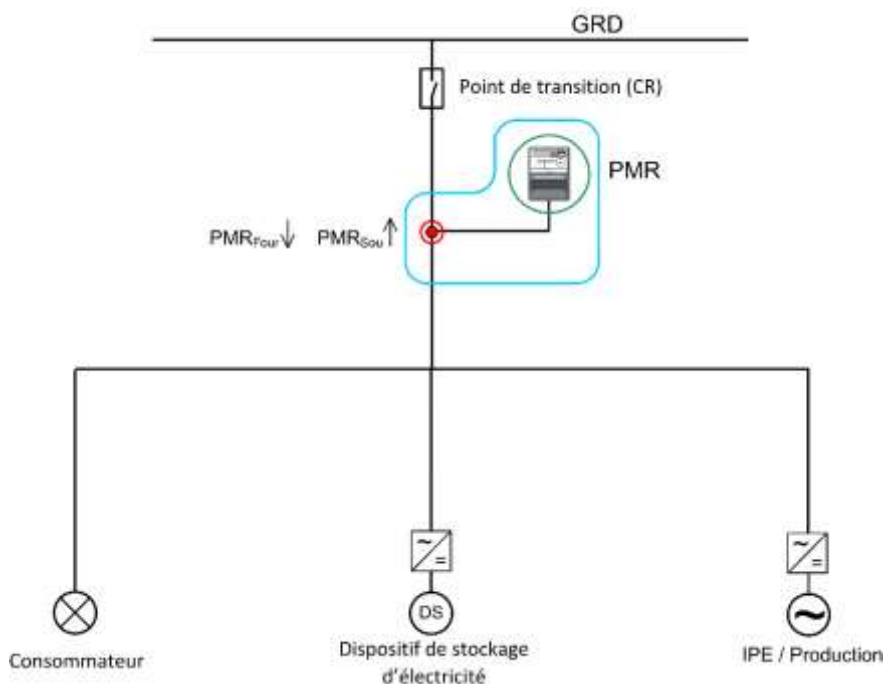 GRD
Point de transition (CR)
PMR
PMRFour↓ PMRSou↑
~
=
~
=
DS
~
Consommateur
Dispositif de stockage
d'électricité
IPE / Production